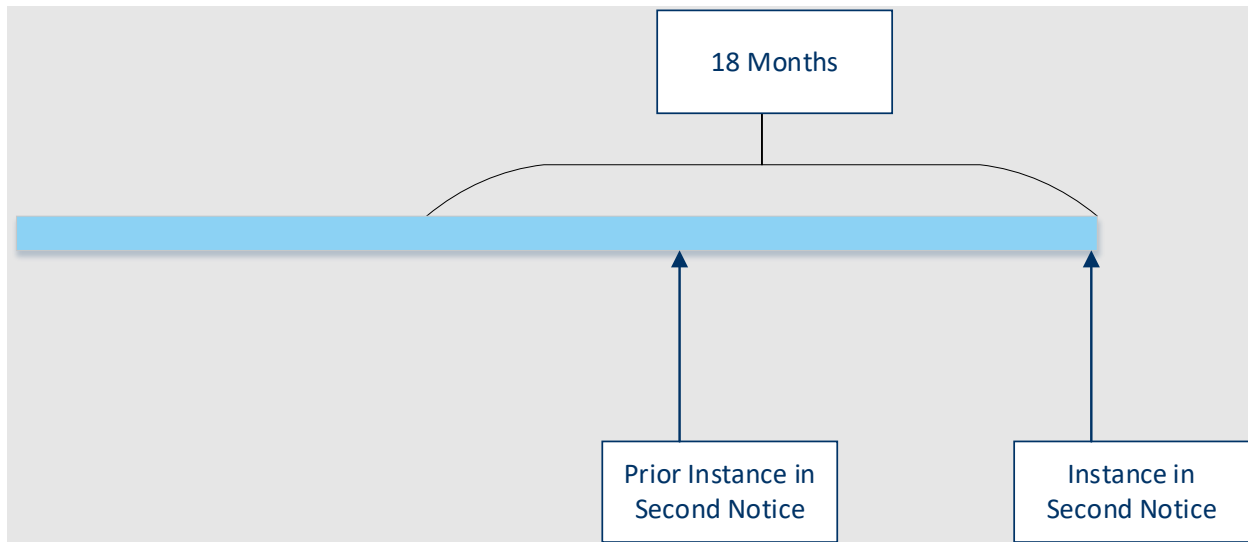 18 Months
Prior Instance in
Second Notice
Instance in
Second Notice